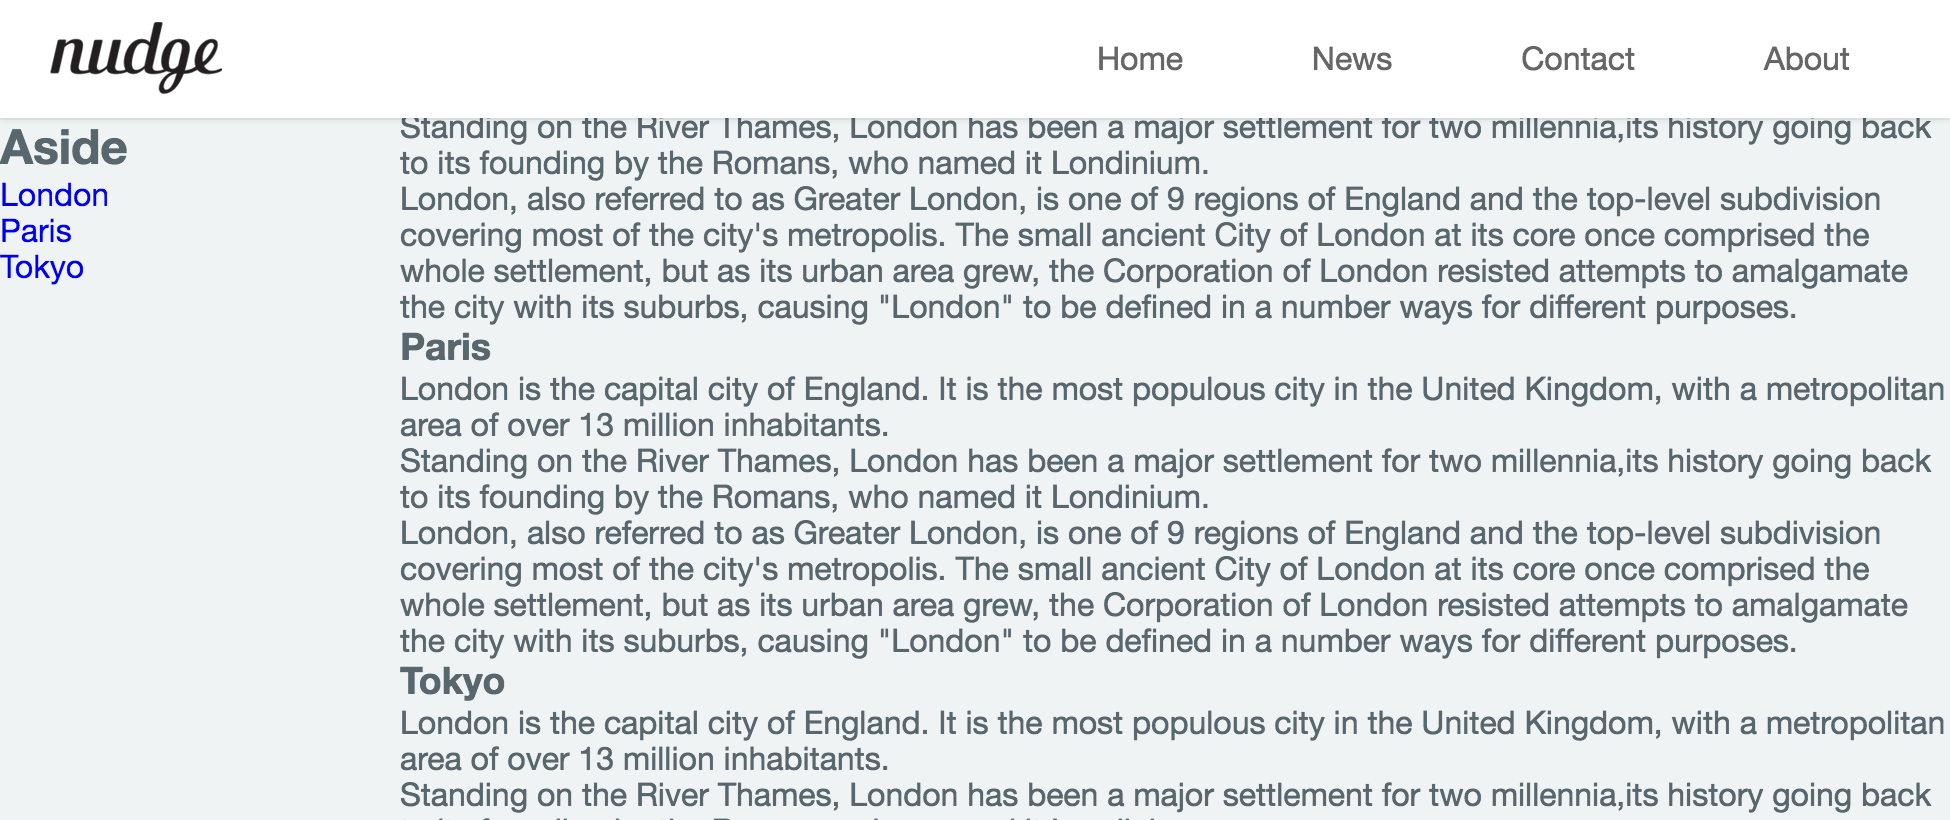 nudge
Home News Contact About
Aside
London
Paris
Tokyo
Standing on the River Thames, London has been a major settlement for two millennia,its history going back
to its founding by the Romans, who named it Londinium.
London, also referred to as Greater London, is one of 9 regions of England and the top-level subdivision
covering most of the city's metropolis. The small ancient City of London at its core once comprised the
whole settlement, but as its urban area grew, the Corporation of London resisted attempts to amalgamate
the city with its suburbs, causing "London" to be defined in a number ways for different purposes.
Paris
London is the capital city of England. It is the most populous city in the United Kingdom, with a metropolitan
area of over 13 million inhabitants.
Standing on the River Thames, London has been a major settlement for two millennia,its history going back
to its founding by the Romans, who named it Londinium.
London, also referred to as Greater London, is one of 9 regions of England and the top-level subdivision
covering most of the city's metropolis. The small ancient City of London at its core once comprised the
whole settlement, but as its urban area grew, the Corporation of London resisted attempts to amalgamate
the city with its suburbs, causing "London" to be defined in a number ways for different purposes.
Tokyo
London is the capital city of England. It is the most populous city in the United Kingdom, with a metropolitan
area of over 13 million inhabitants.
Standing on the River Thames, London has been a major settlement for two millennia,its history going back